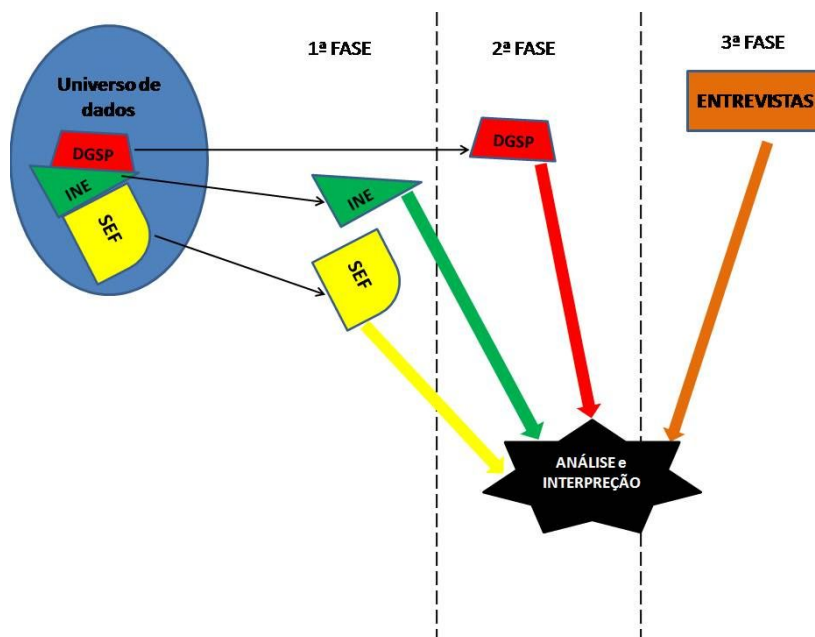 1ª FASE
2ª FASE
3ª FASE
Universo de
dados
DGSP
INE
SEF
INE
SEF
DGSP
ENTREVISTAS
ANÁLISE e
INTERPREÇÃO